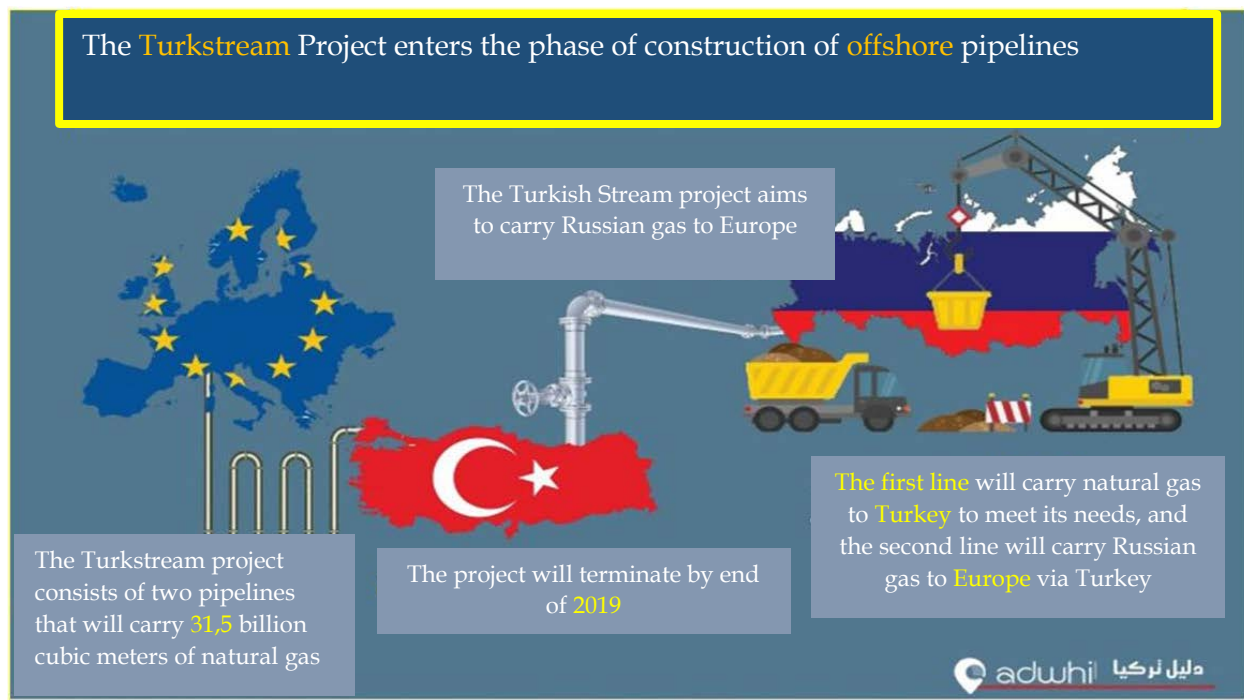 The Turkstream Project enters the phase of construction of offshore pipelines
The Turkish Stream project aims
to carry Russian gas to Europe
The first line will carry natural gas
to Turkey to meet its needs, and
the second line will carry Russian
gas to Europe via Turkey
The Turkstream project
consists of two pipelines
that will carry 31,5 billion
cubic meters of natural gas
The project will terminate by end
of 2019
adwhil دليل تركيا